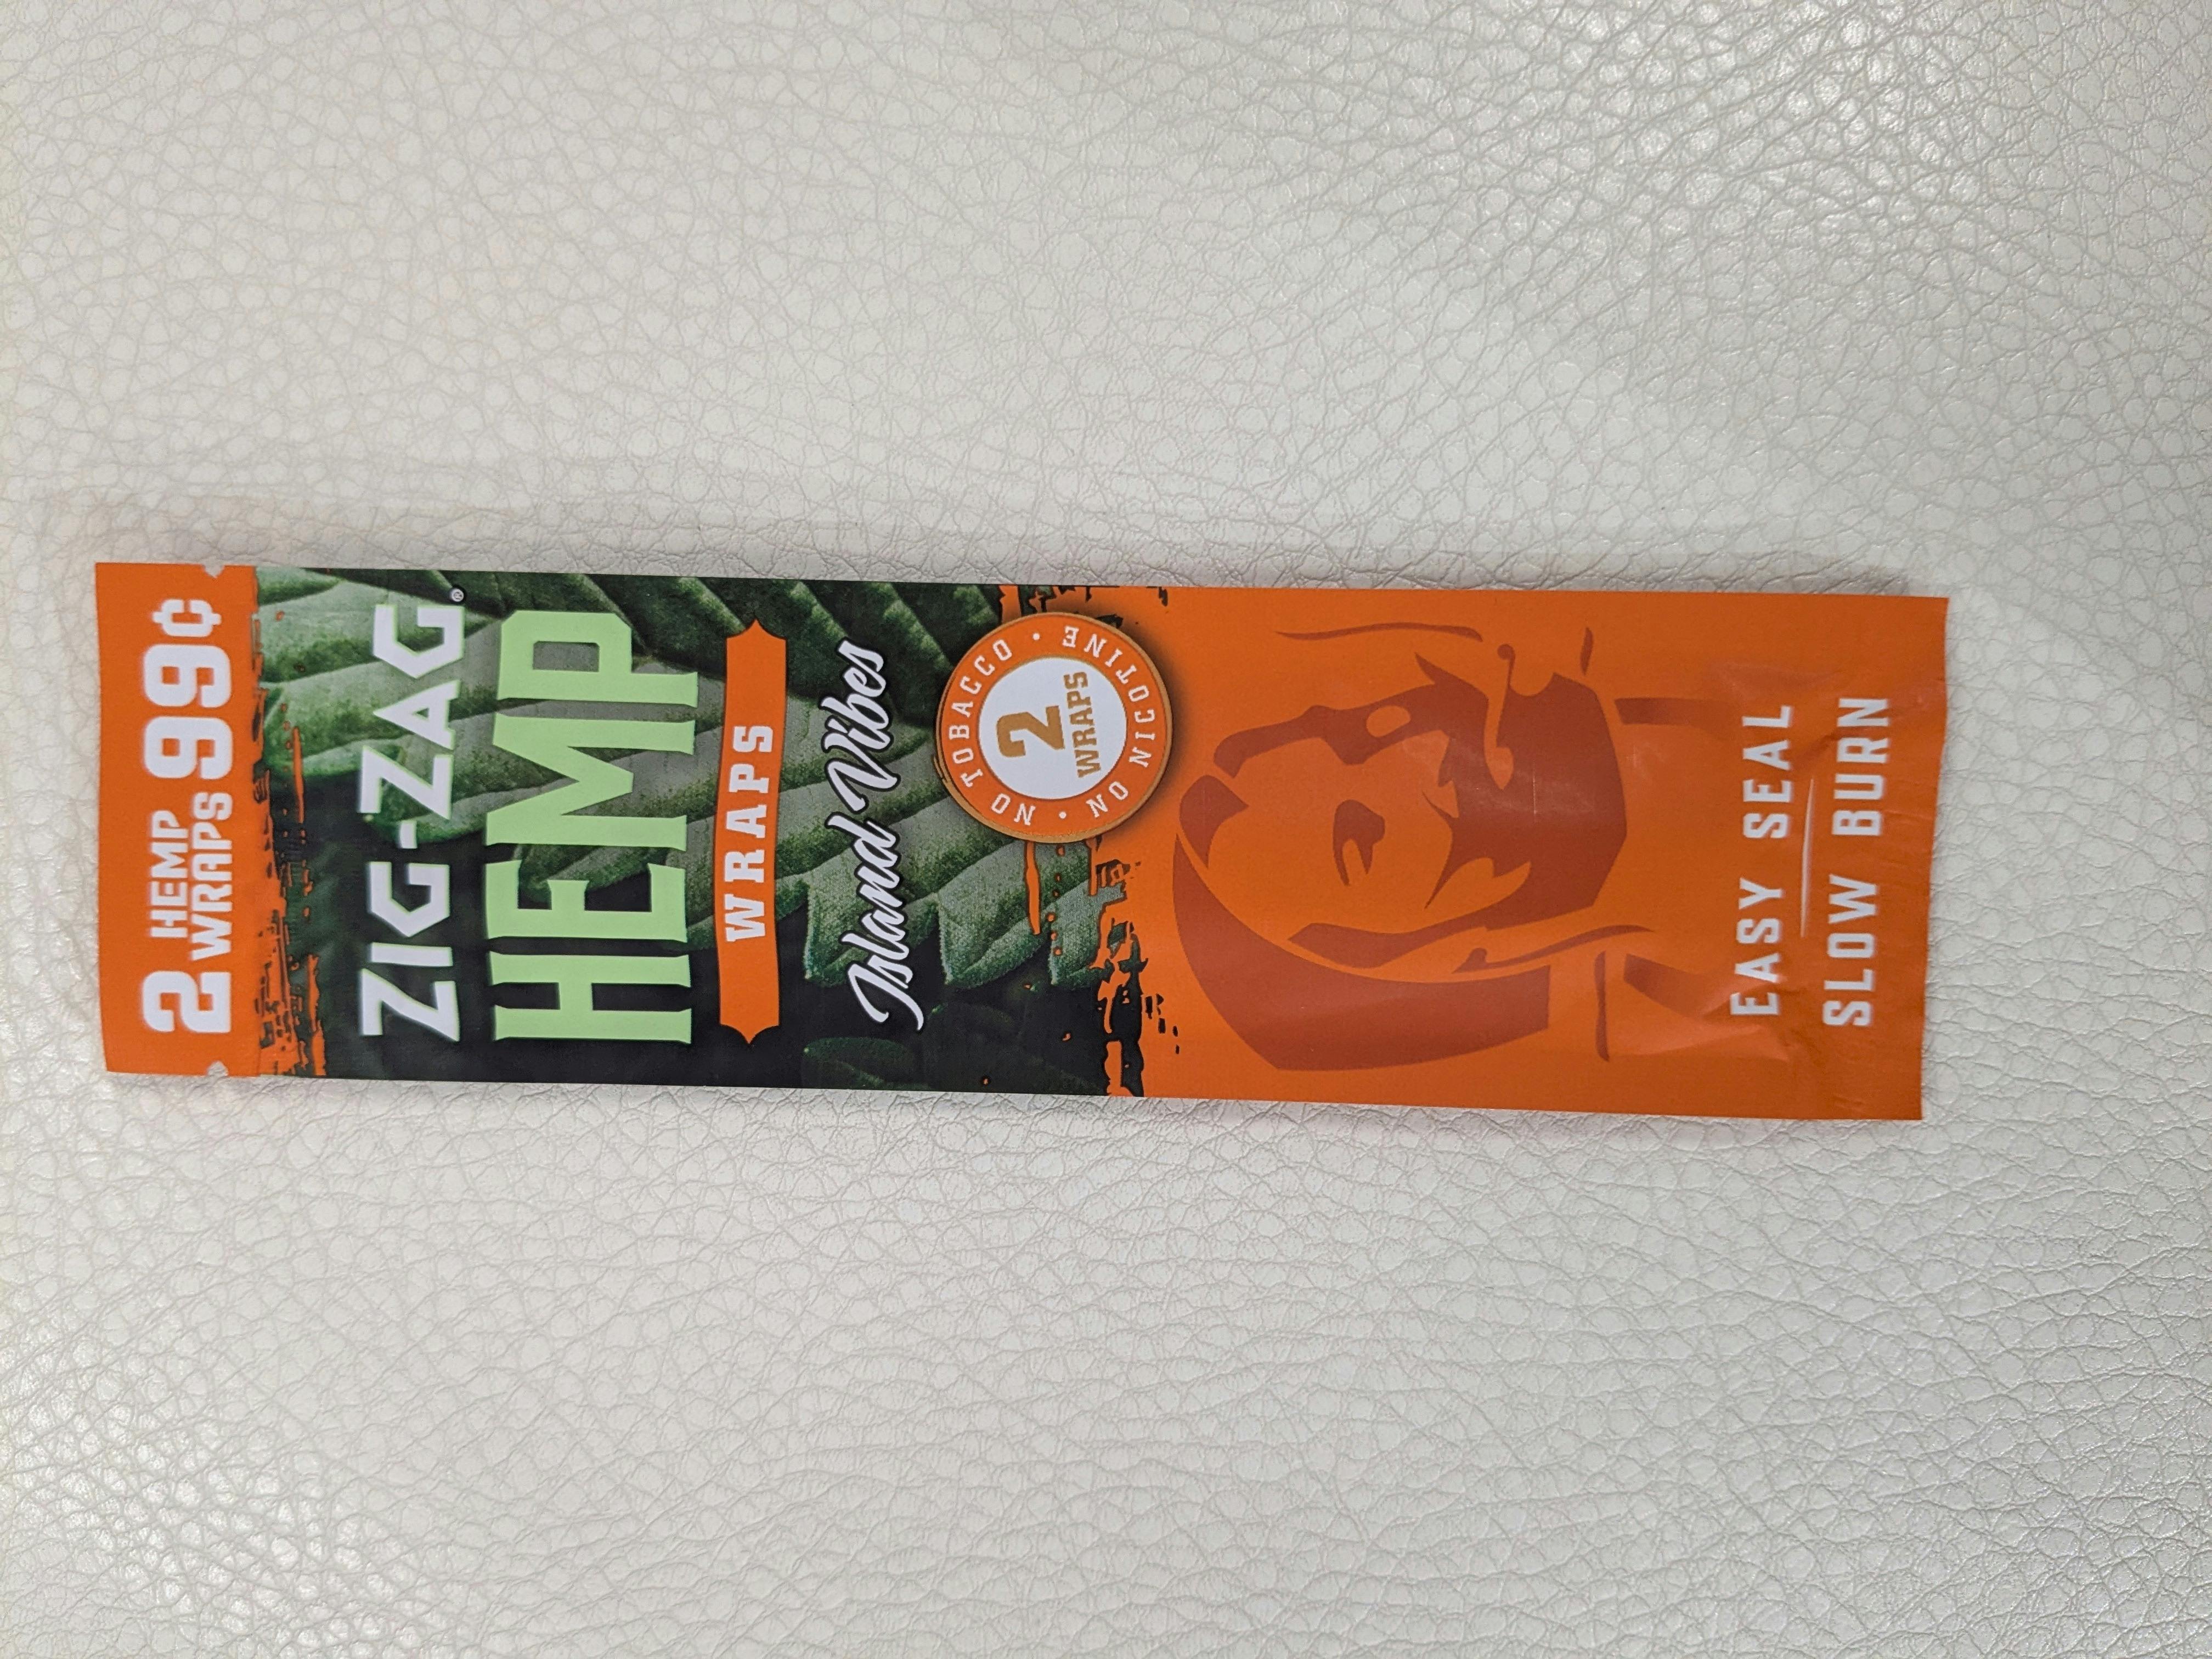 2 HEMP WRAPS 99¢
ZIG-ZAG®
HEMP
WRAPS
Island Vibes
NO TOBACCO • NO NICOTINE •
2
WRAPS
EASY SEAL
SLOW BURN